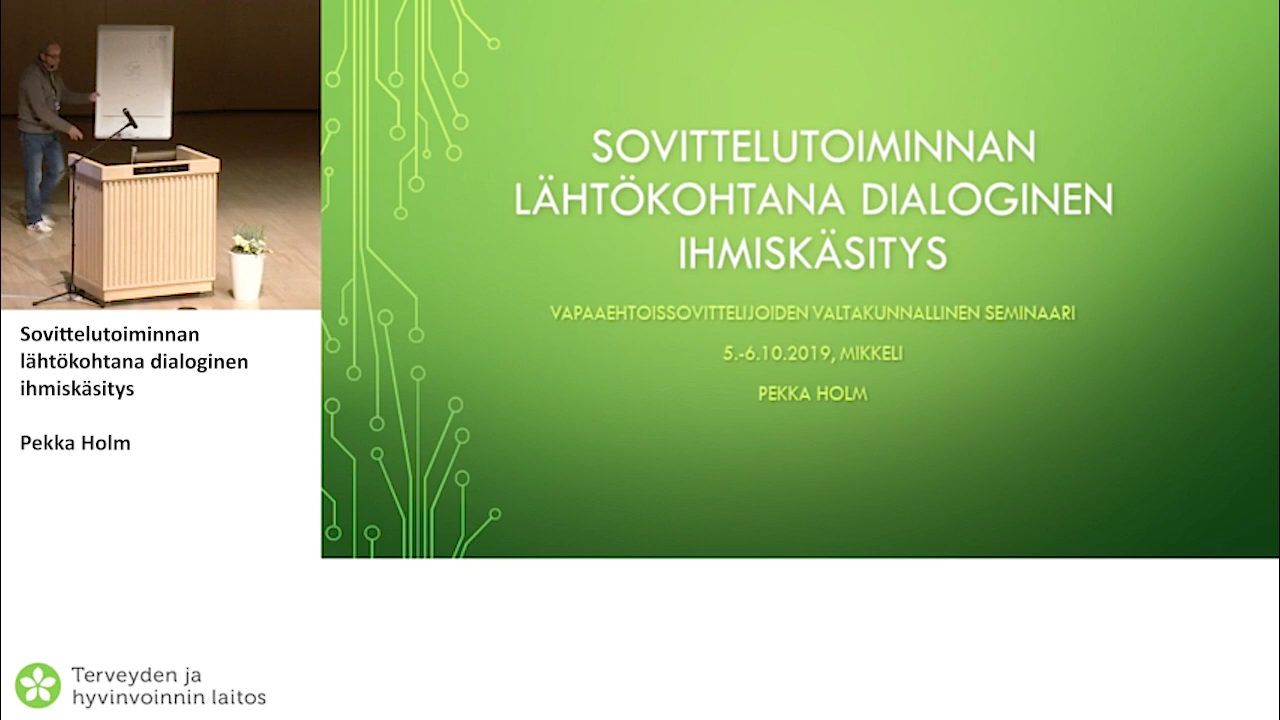 SM
SOVITTELUTOIMINNAN
LÄHTÖKOHTANA DIALOGINEN
IHMISKÄSITYS
VAPAAEHTOISSOVITTELIJOIDEN VALTAKUNNALLINEN SEMINAARI
5.-6.10.2019, MIKKELI
PEKKA HOLM
Sovittelutoiminnan
lähtökohtana dialoginen
ihmiskäsitys
Pekka Holm
Terveyden ja
hyvinvoinnin laitos